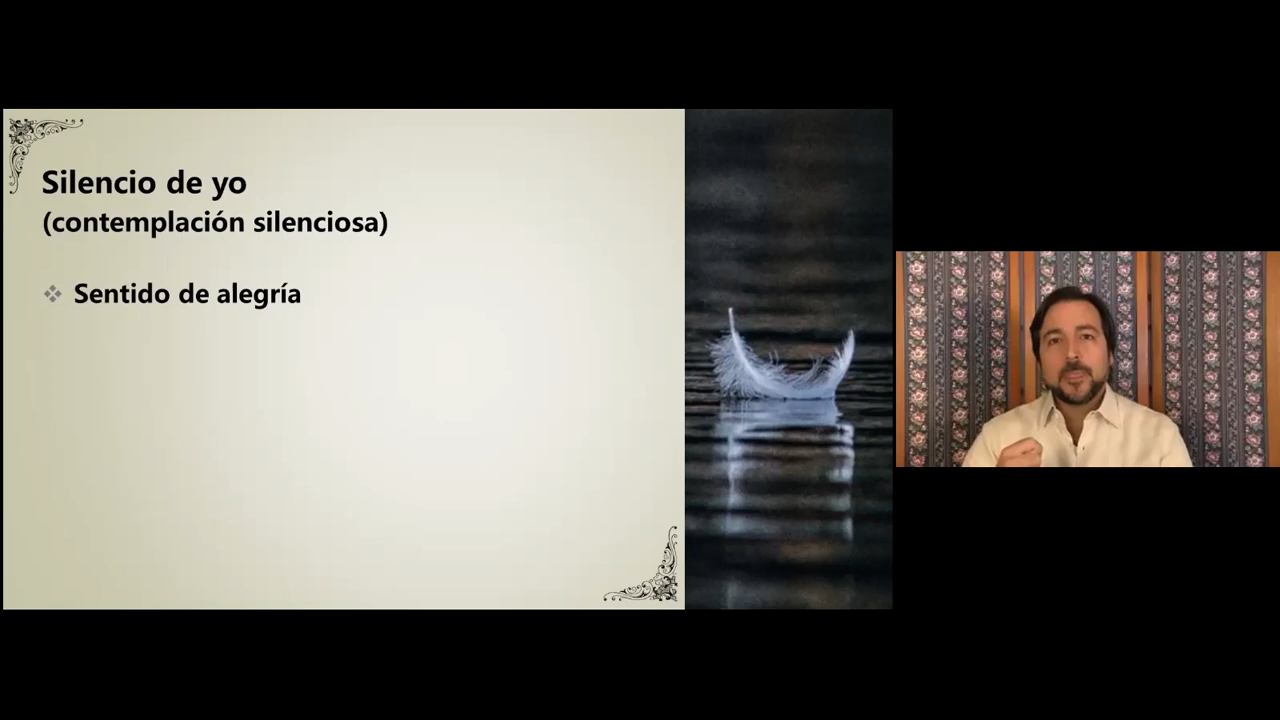 Silencio de yo
(contemplación silenciosa)
Sentido de alegría